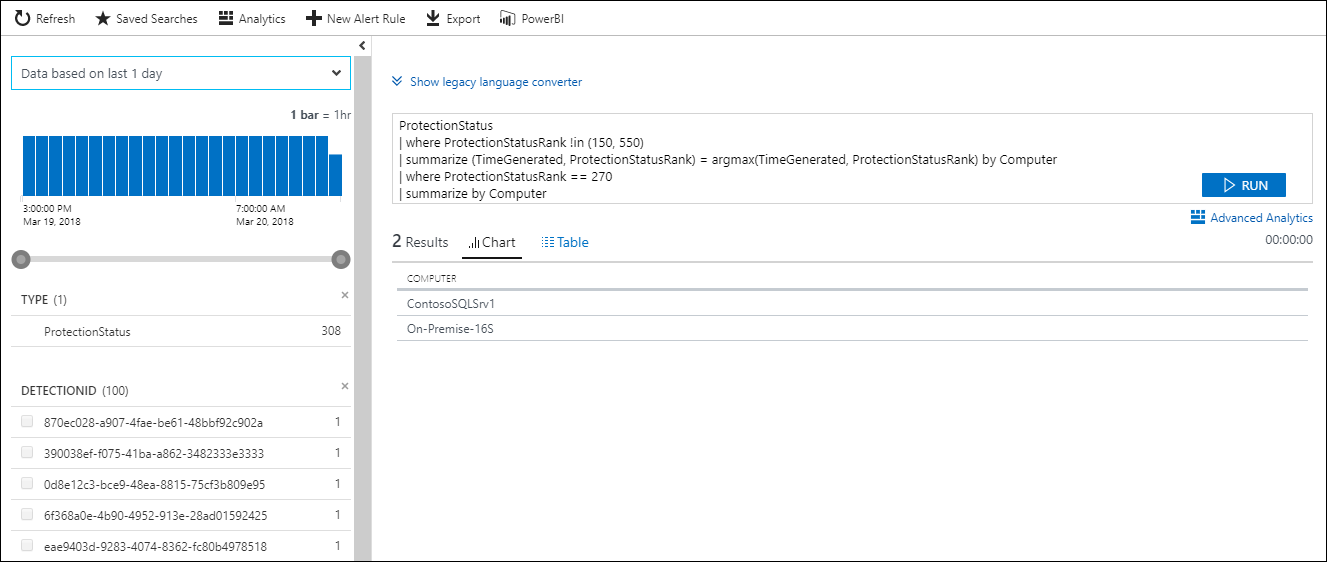 Refresh Saved Searches Analytics New Alert Rule Export PowerBI
Data based on last 1 day
1 bar = 1hr
3:00:00 PM 7:00:00 AM
Mar 19, 2018 Mar 20, 2018
TYPE (1)
ProtectionStatus 308
DETECTIONID (100)
870ec028-a907-4fae-be61-48bbf92c902a 1
390038ef-f075-41ba-a862-3482333e3333 1
0d8e12c3-bce9-48ea-8815-75cf3b809e95 1
6f368a0e-4b90-4952-913e-28ad01592425 1
eae9403d-9283-4074-8362-fc80b4978518 1
Show legacy language converter
ProtectionStatus
| where ProtectionStatusRank !in (150, 550)
| summarize (TimeGenerated, ProtectionStatusRank) = argmax(TimeGenerated, ProtectionStatusRank) by Computer
| where ProtectionStatusRank == 270
| summarize by Computer
RUN
Advanced Analytics
2 Results Chart Table 00:00:00
COMPUTER
ContosoSQLSrv1
On-Premise-16S